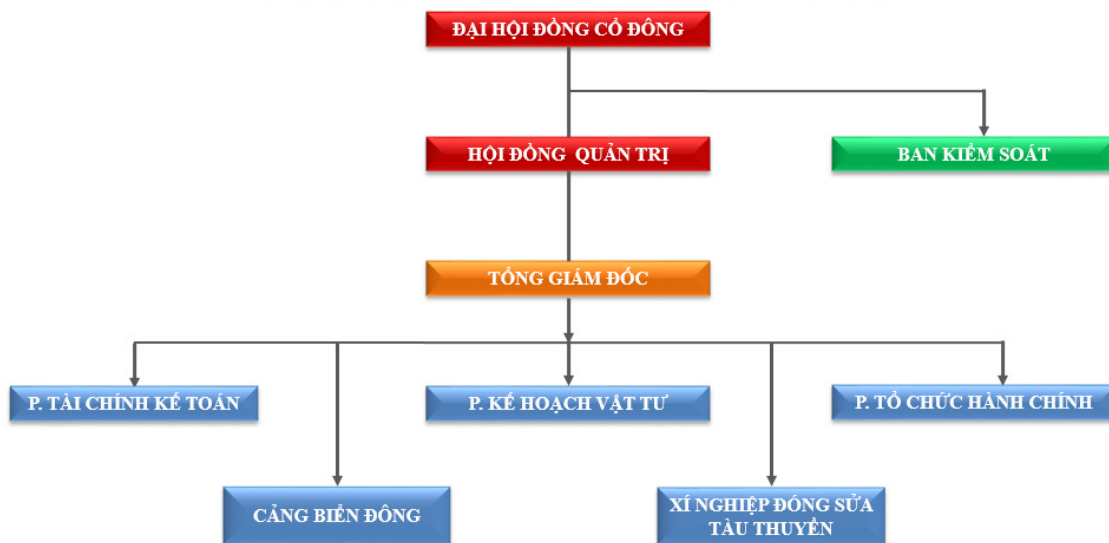 ĐẠI HỘI ĐỒNG CỔ ĐÔNG
HỘI ĐỒNG QUẢN TRỊ
BAN KIỂM SOÁT
TỔNG GIÁM ĐỐC
P. TÀI CHÍNH KẾ TOÁN
P. KẾ HOẠCH VẬT TƯ
P. TỔ CHỨC HÀNH CHÍNH
CẢNG BIỂN ĐÔNG
XÍ NGHIỆP ĐÓNG SỬA
TÀU THUYỀN